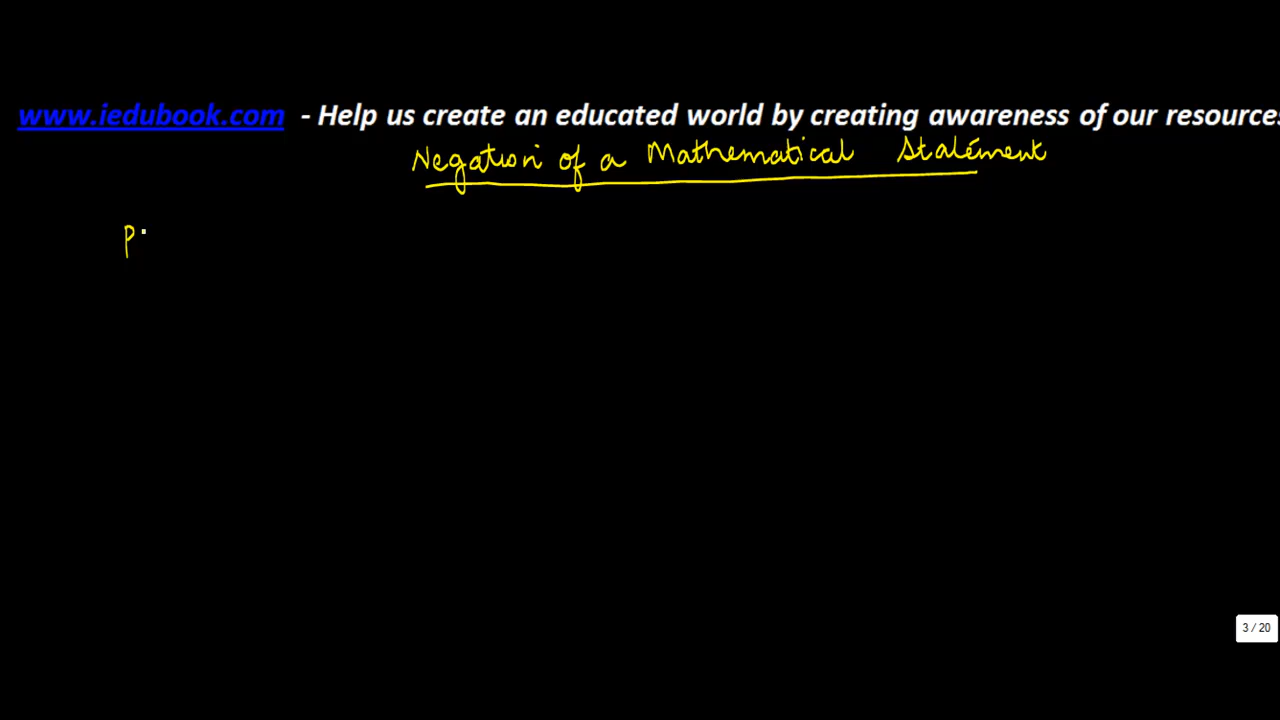 www.iedubook.com - Help us create an educated world by creating awareness of our resources
Negation of a Mathematical Statement
P
3 / 20